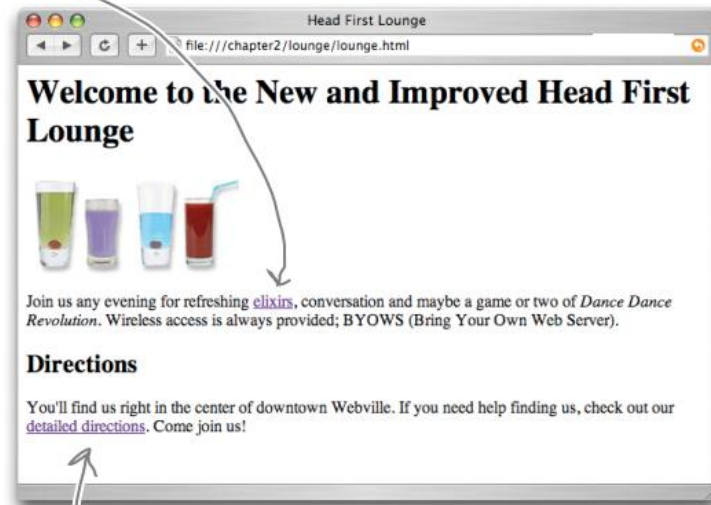 Head First Lounge
file:///chapter2/lounge/lounge.html
Welcome to the New and Improved Head First
Lounge
Join us any evening for refreshing elixirs, conversation and maybe a game or two of Dance Dance
Revolution. Wireless access is always provided; BYOWS (Bring Your Own Web Server).
Directions
You'll find us right in the center of downtown Webville. If you need help finding us, check out our
detailed directions. Come join us!